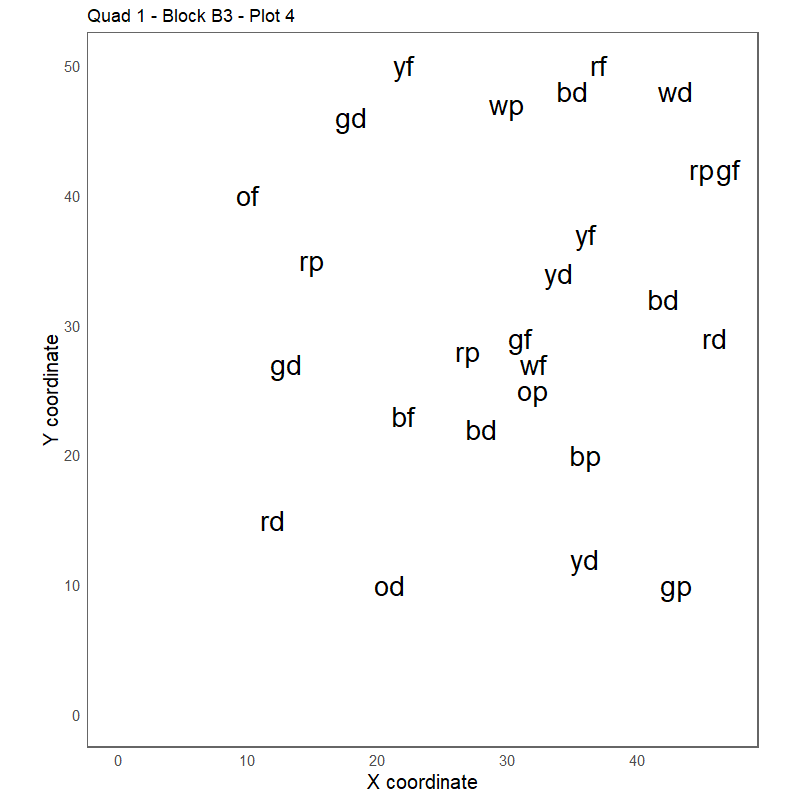 Quad 1 - Block B3 - Plot 4
50
yf
rf
bd
wd
wp
gd
rp gf
40
of
yf
rp
yd
bd
30
gf
rd
rp
gd
wf
op
Y coordinate
bf
bd
20
bp
rd
yd
10
od
gp
0
0 10 20 30 40
X coordinate